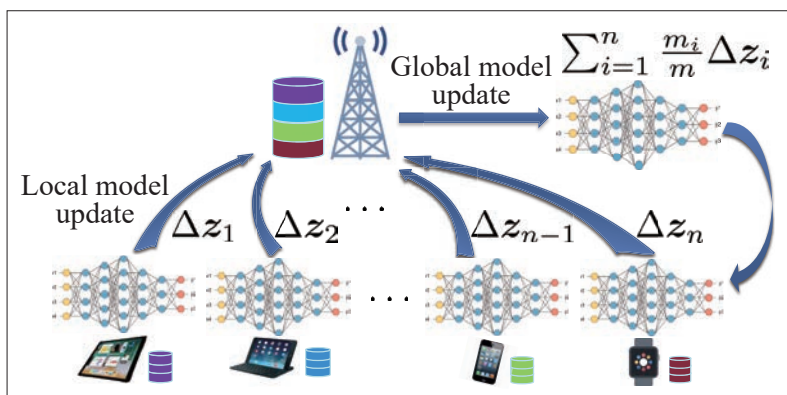 Global model
update
∑ⁿᵢ₌₁ mᵢ/m Δzᵢ
Local model
update
Δz₁
Δz₂
. . .
Δzₙ₋₁
Δzₙ
. . .